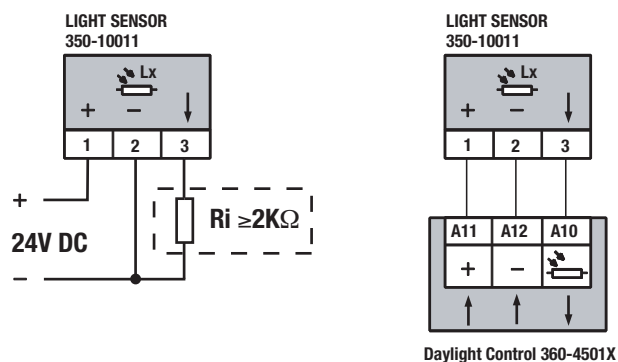 LIGHT SENSOR
350-10011
Lx
+ −
1 2 3
+
24V DC
−
Ri ≥2KΩ
LIGHT SENSOR
350-10011
Lx
+ −
1 2 3
A11 A12 A10
+ −
Daylight Control 360-4501X